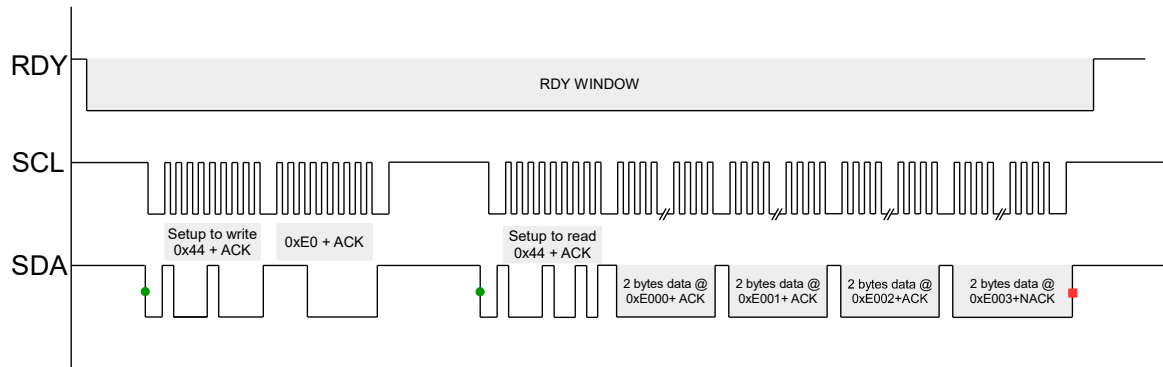 RDY
RDY WINDOW
SCL
Setup to write
0x44 + ACK
0xE0 + ACK
Setup to read
0x44 + ACK
SDA
2 bytes data @
0xE000+ ACK
2 bytes data @
0xE001+ ACK
2 bytes data @
0xE002+ACK
2 bytes data @
0xE003+NACK